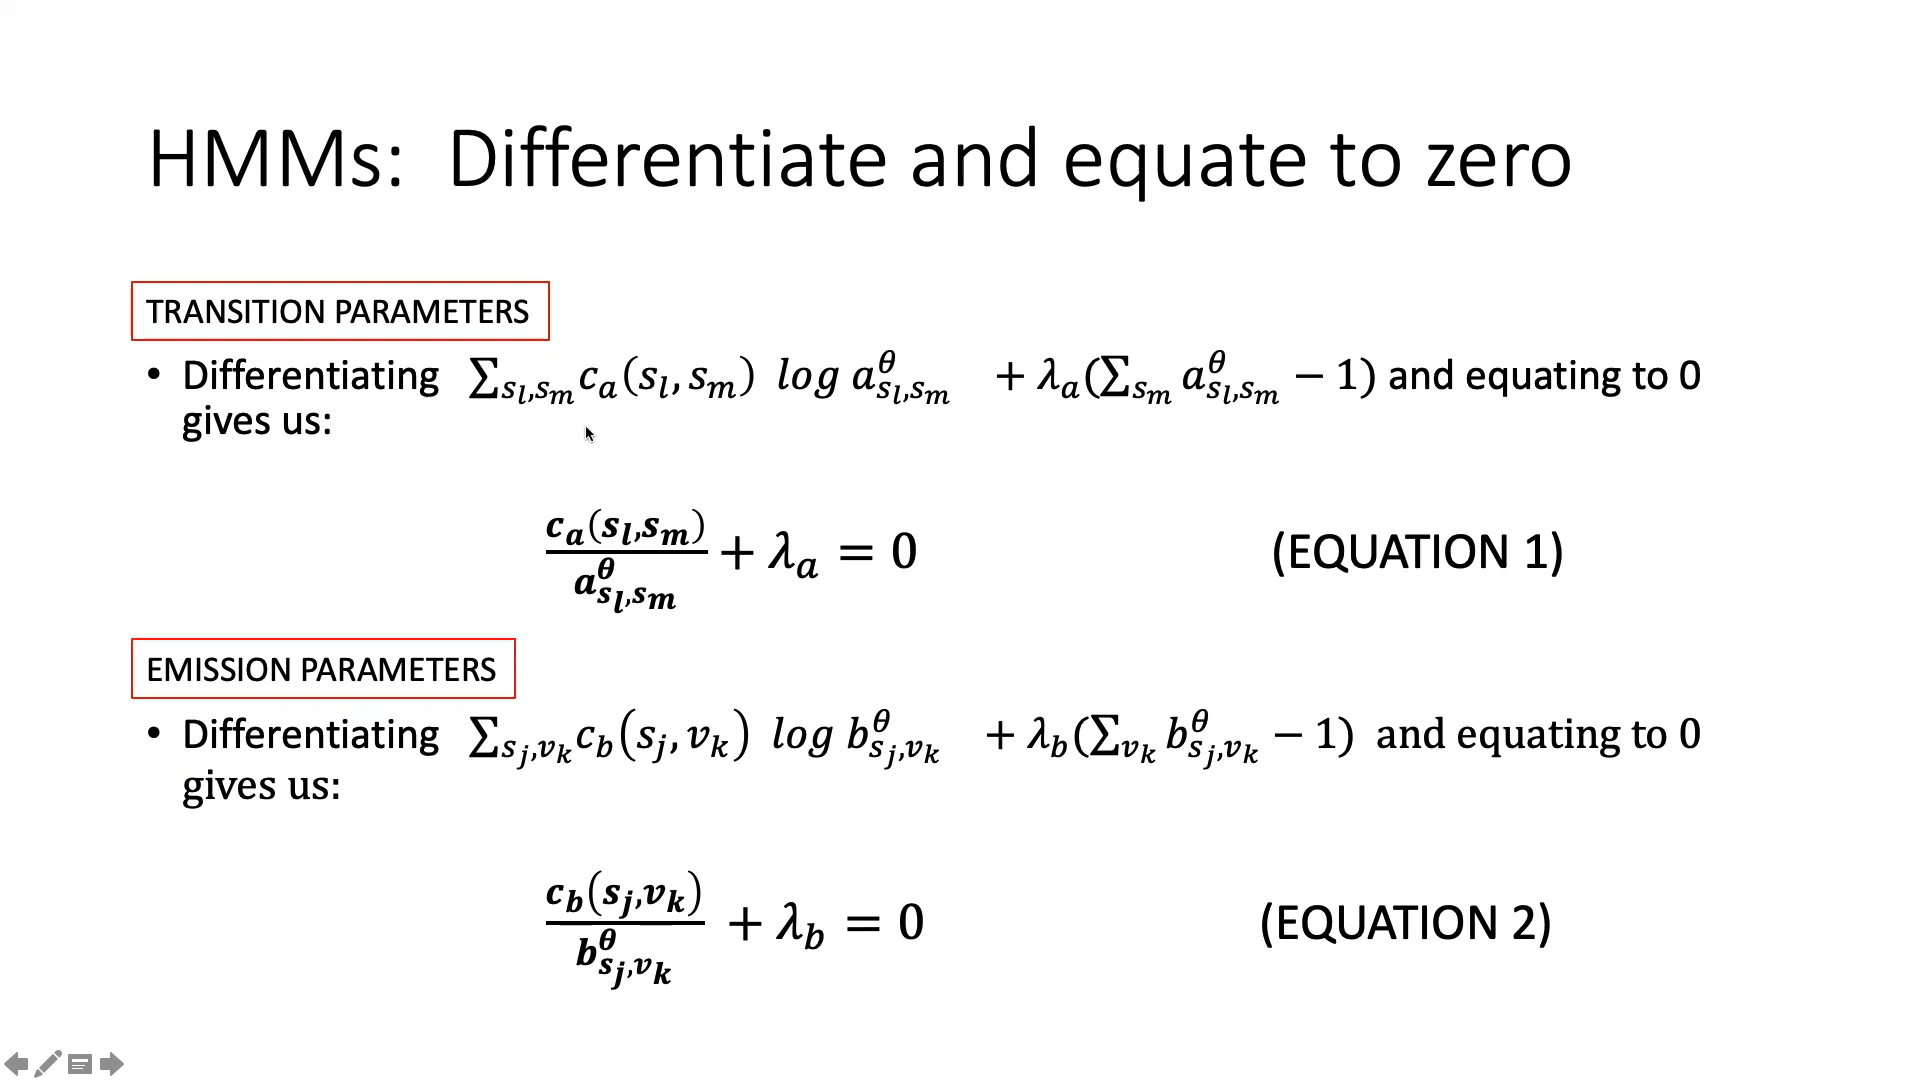 HMMs: Differentiate and equate to zero
TRANSITION PARAMETERS
• Differentiating $\sum_{s_l,s_m} c_a(s_l, s_m) \ log \ a^{\theta}_{s_l,s_m} + \lambda_a(\sum_{s_m} a^{\theta}_{s_l,s_m} - 1)$ and equating to 0
gives us:
$\frac{c_a(s_l,s_m)}{a^{\theta}_{s_l,s_m}} + \lambda_a = 0$ (EQUATION 1)
EMISSION PARAMETERS
• Differentiating $\sum_{s_j,v_k} c_b(s_j, v_k) \ log \ b^{\theta}_{s_j,v_k} + \lambda_b(\sum_{v_k} b^{\theta}_{s_j,v_k} - 1)$ and equating to 0
gives us:
$\frac{c_b(s_j,v_k)}{b^{\theta}_{s_j,v_k}} + \lambda_b = 0$ (EQUATION 2)